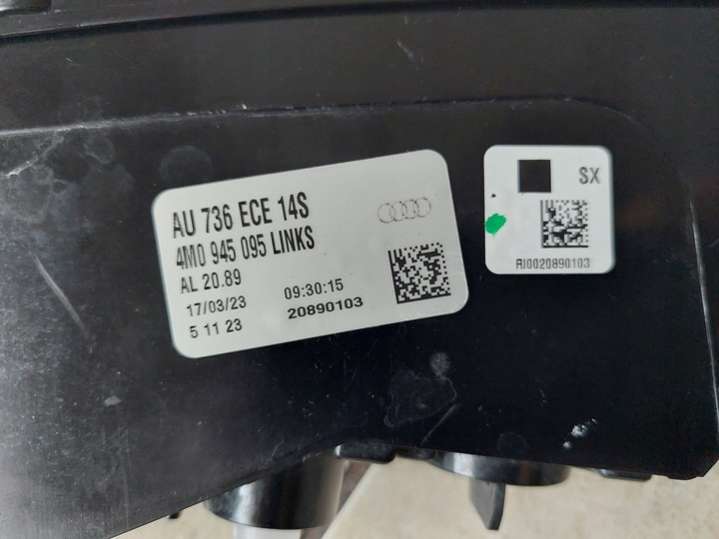 AU 736 ECE 14S
4M0 945 095 LINKS
AL 20.89
17/03/23 09:30:15
5 11 23 20890103
SX
RJ0020890103